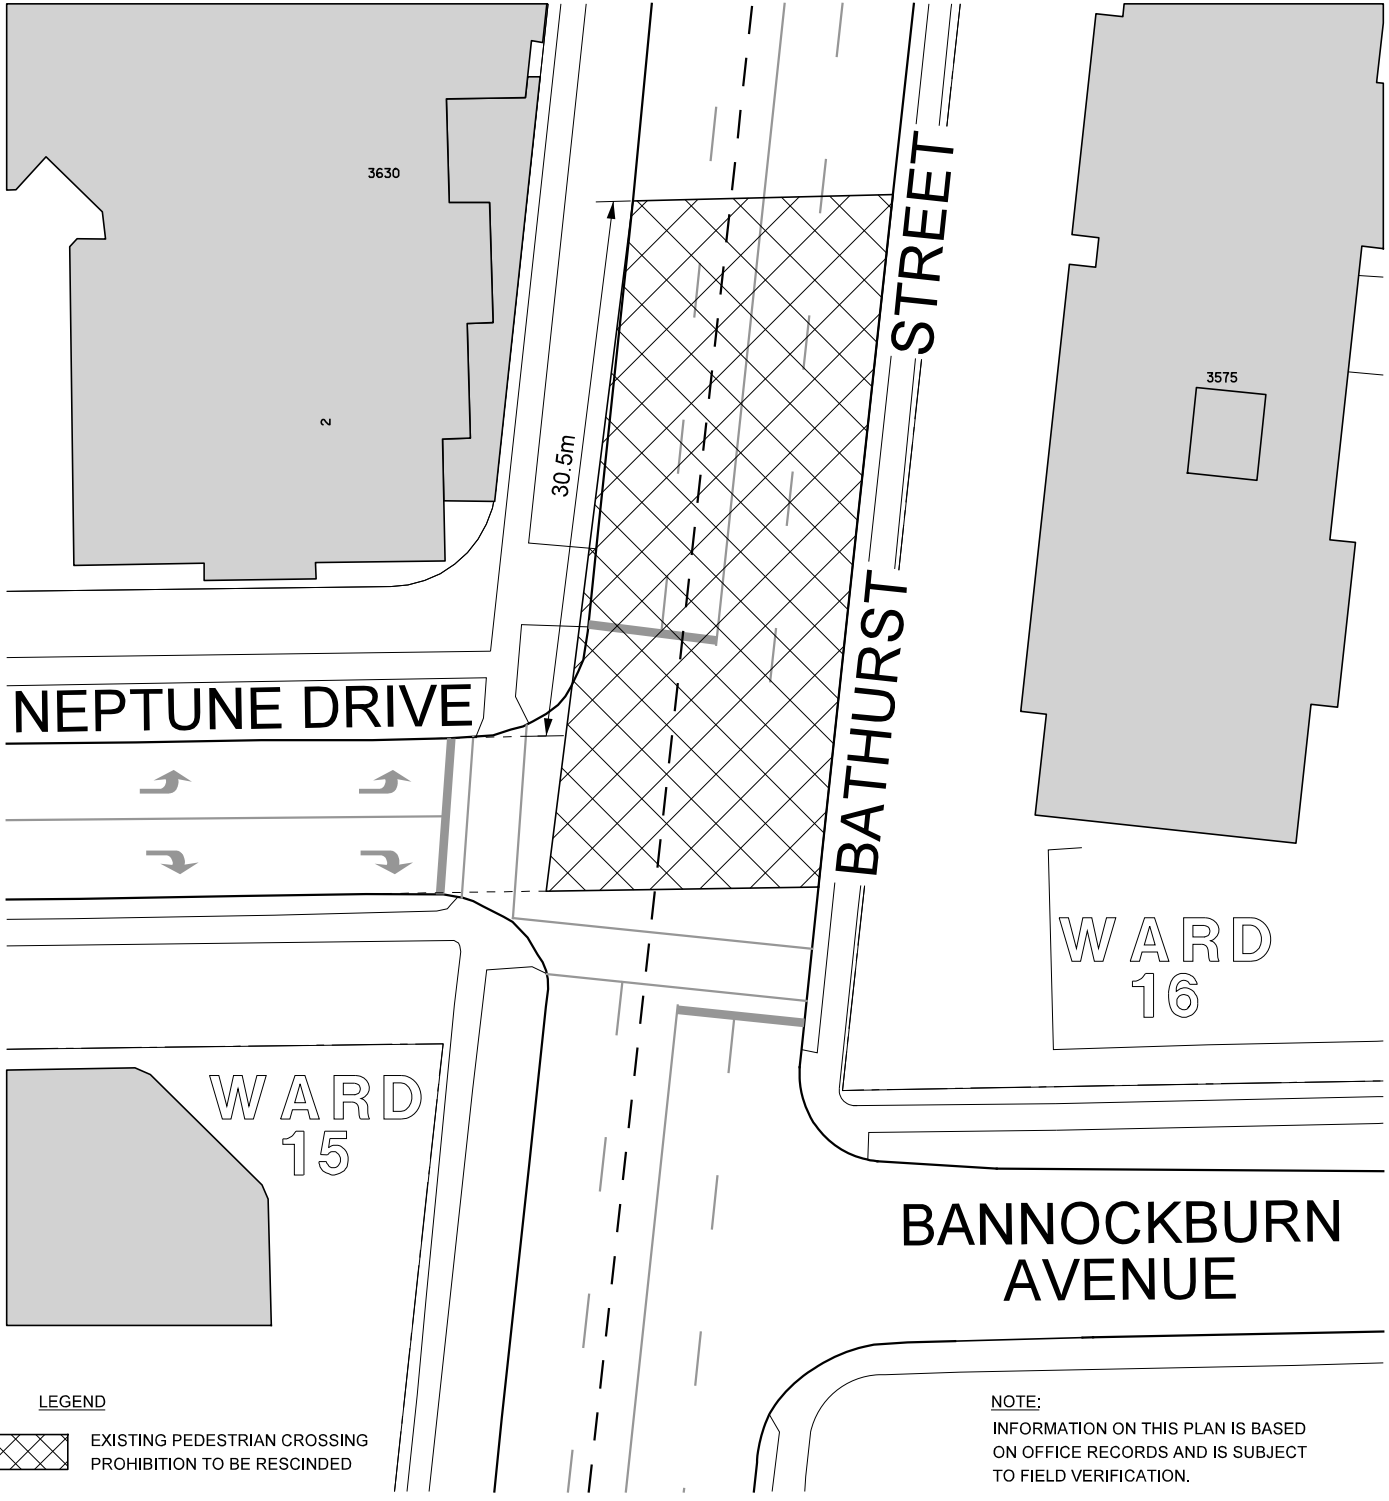 3630
STREET
3575
2
30.5m
BATHURST
NEPTUNE DRIVE
WARD
16
WARD
15
BANNOCKBURN
AVENUE
LEGEND
EXISTING PEDESTRIAN CROSSING
PROHIBITION TO BE RESCINDED
NOTE:
INFORMATION ON THIS PLAN IS BASED
ON OFFICE RECORDS AND IS SUBJECT
TO FIELD VERIFICATION.